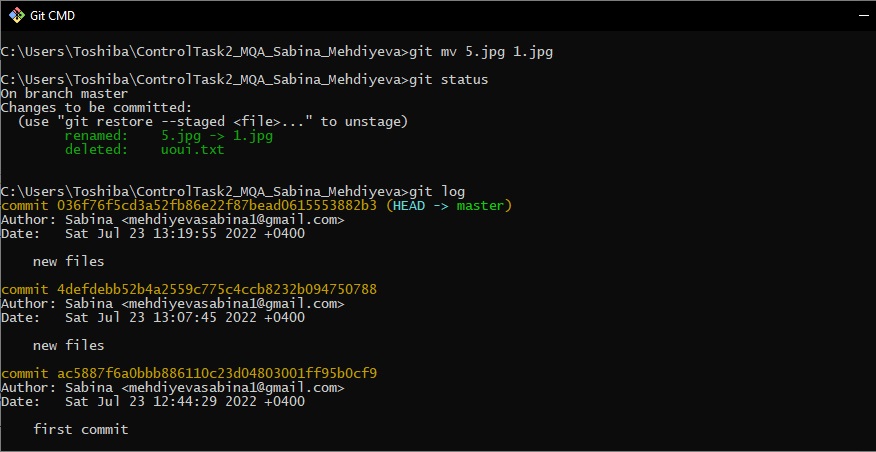 Git CMD
C:\Users\Toshiba\ControlTask2_MQA_Sabina_Mehdiyeva>git mv 5.jpg 1.jpg
C:\Users\Toshiba\ControlTask2_MQA_Sabina_Mehdiyeva>git status
On branch master
Changes to be committed:
  (use "git restore --staged <file>..." to unstage)
        renamed:    5.jpg -> 1.jpg
        deleted:    uoui.txt
C:\Users\Toshiba\ControlTask2_MQA_Sabina_Mehdiyeva>git log
commit 036f76f5cd3a52fb86e22f87bead0615553882b3 (HEAD -> master)
Author: Sabina <mehdiyevasabina1@gmail.com>
Date:   Sat Jul 23 13:19:55 2022 +0400
    new files
commit 4defdebb52b4a2559c775c4ccb8232b094750788
Author: Sabina <mehdiyevasabina1@gmail.com>
Date:   Sat Jul 23 13:07:45 2022 +0400
    new files
commit ac5887f6a0bbb886110c23d04803001ff95b0cf9
Author: Sabina <mehdiyevasabina1@gmail.com>
Date:   Sat Jul 23 12:44:29 2022 +0400
    first commit